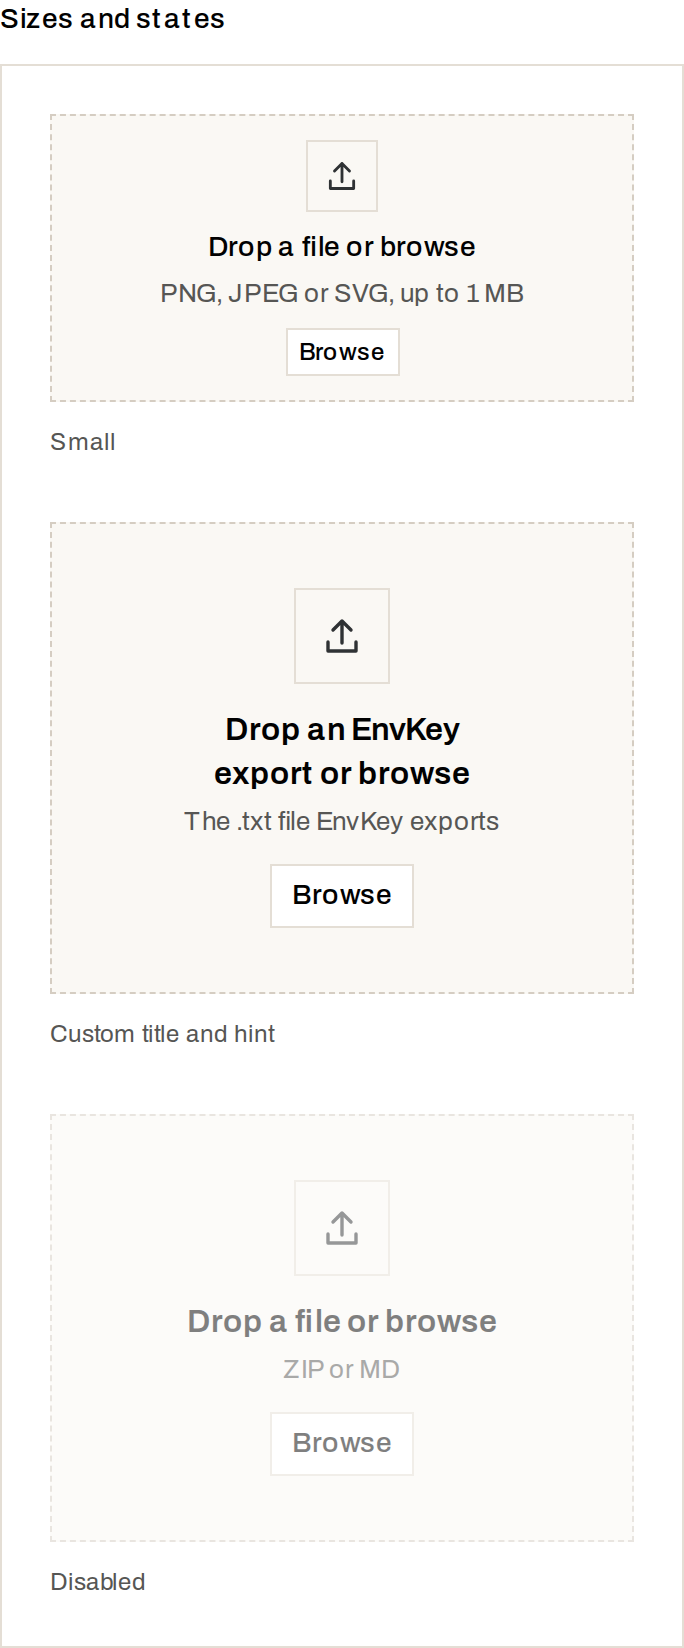 Sizes and states
Drop a file or browse
PNG, JPEG or SVG, up to 1 MB
Browse
Small
Drop an EnvKey
export or browse
The .txt file EnvKey exports
Browse
Custom title and hint
Drop a file or browse
ZIP or MD
Browse
Disabled